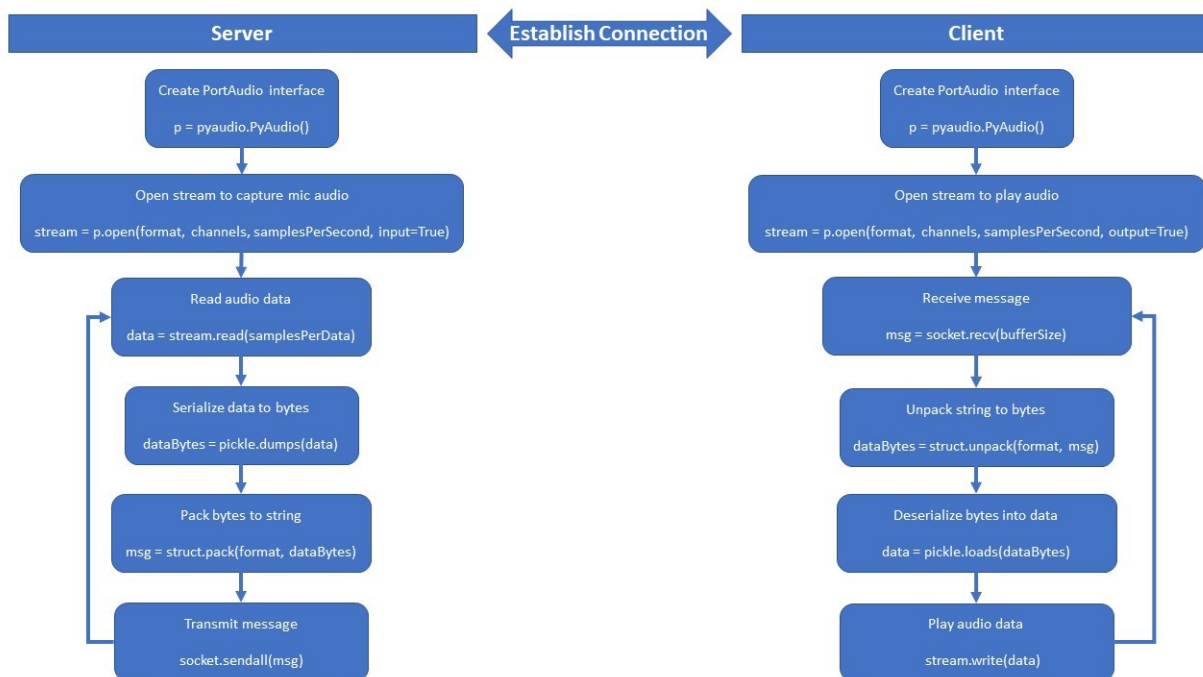 Server
Establish Connection
Client
Create PortAudio interface
p = pyaudio.PyAudio()
Open stream to capture mic audio
stream = p.open(format, channels, samplesPerSecond, input=True)
Read audio data
data = stream.read(samplesPerData)
Serialize data to bytes
dataBytes = pickle.dumps(data)
Pack bytes to string
msg = struct.pack(format, dataBytes)
Transmit message
socket.sendall(msg)
Create PortAudio interface
p = pyaudio.PyAudio()
Open stream to play audio
stream = p.open(format, channels, samplesPerSecond, output=True)
Receive message
msg = socket.recv(bufferSize)
Unpack string to bytes
dataBytes = struct.unpack(format, msg)
Deserialize bytes into data
data = pickle.loads(dataBytes)
Play audio data
stream.write(data)